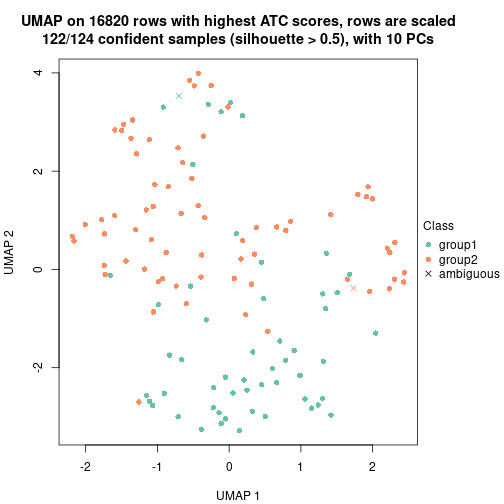 UMAP on 16820 rows with highest ATC scores, rows are scaled
122/124 confident samples (silhouette > 0.5), with 10 PCs
4
2
0
-2
-2
-1
0
1
2
UMAP 2
UMAP 1
Class
group1
group2
ambiguous